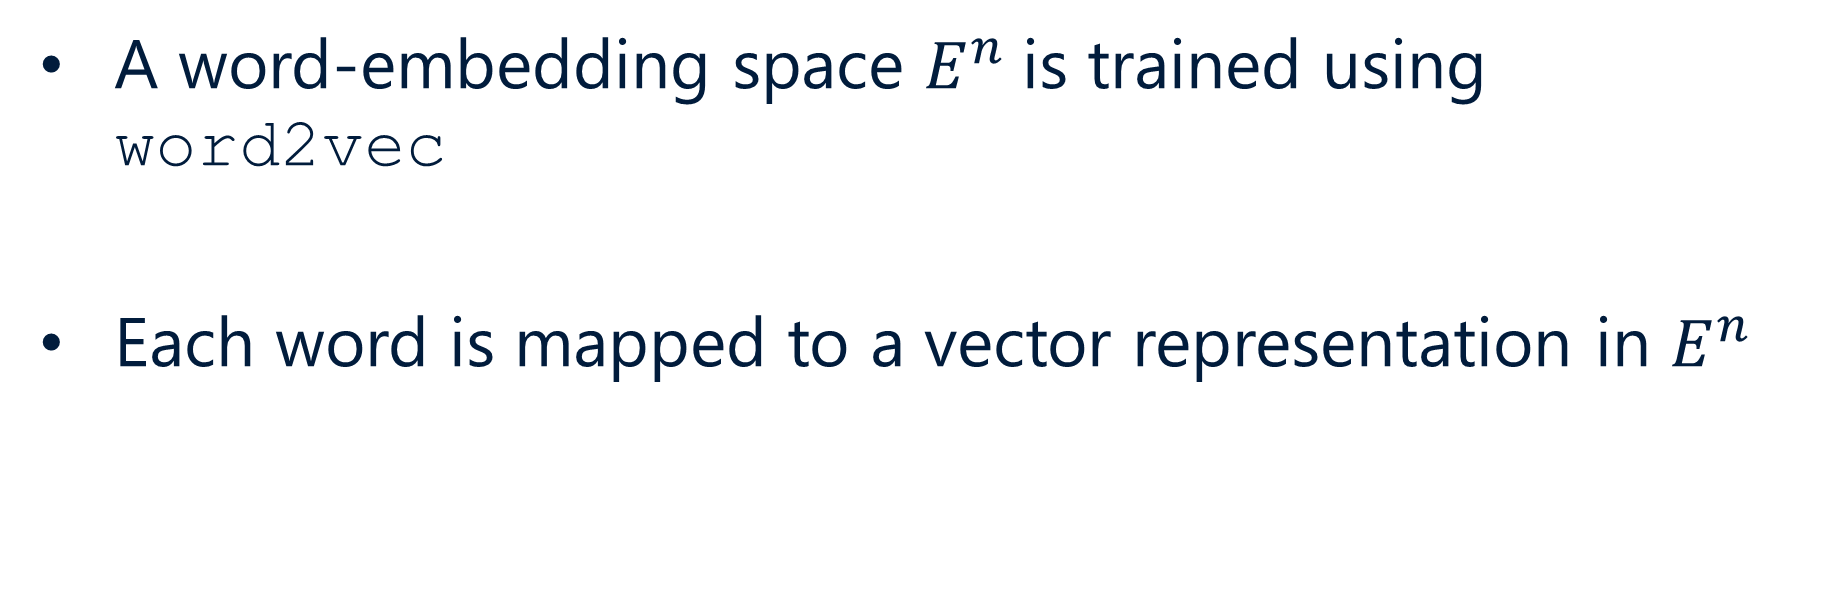 • A word-embedding space 𝐸ⁿ is trained using
word2vec
• Each word is mapped to a vector representation in 𝐸ⁿ